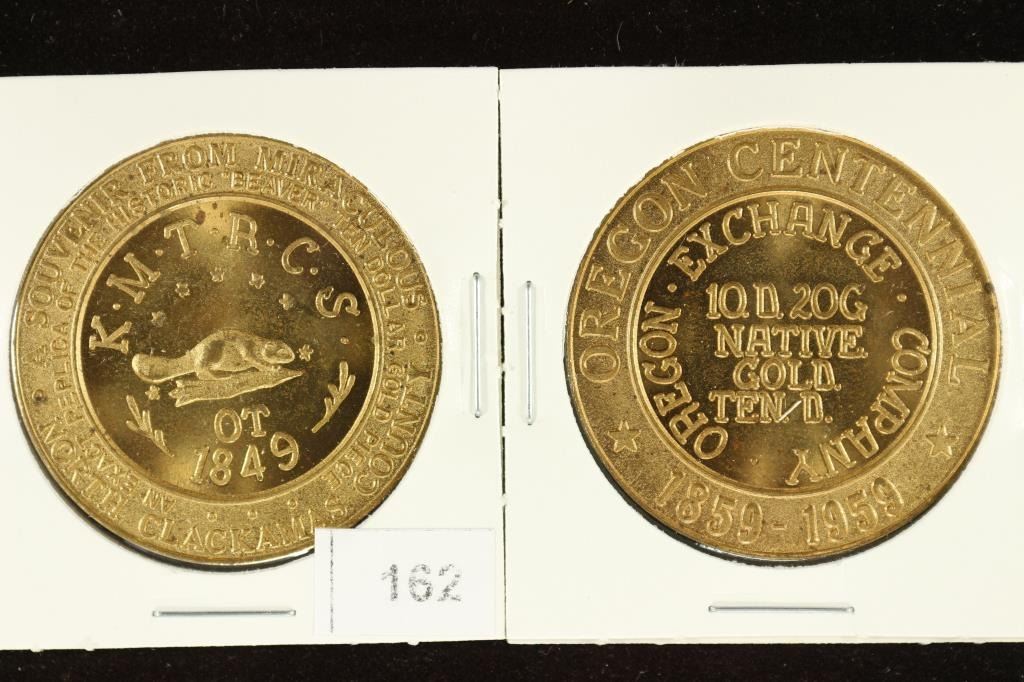 SOUVENIR FROM MIRACULOUS COUNTY
NORTH CLACKAMAS
AN EXACT REPLICA OF THE HISTORIC "BEAVER" TEN DOLLAR GOLD PIECE
K. M. T. R. C. S.
OT
1849
162
OREGON CENTENNIAL
1859-1959
OREGON · EXCHANGE · COMPANY
10 D. 20G
NATIVE.
GOLD.
TEN. D.